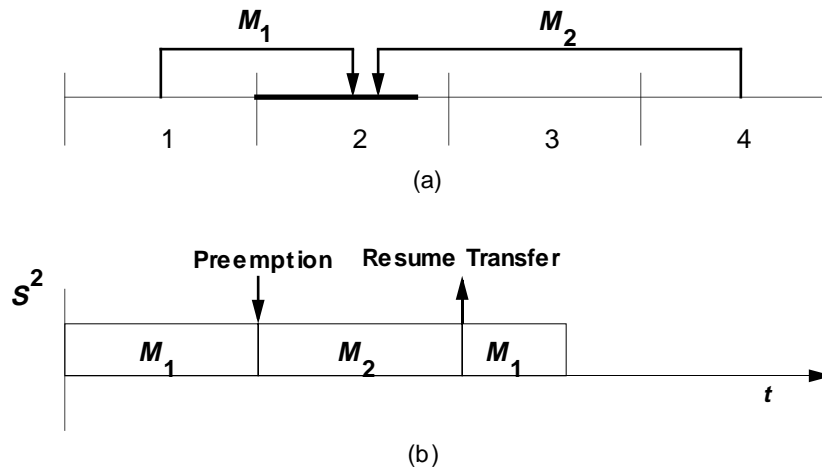 M1 M2
1 2 3 4
(a)
Preemption Resume Transfer
S2
M1 M2 M1
t
(b)